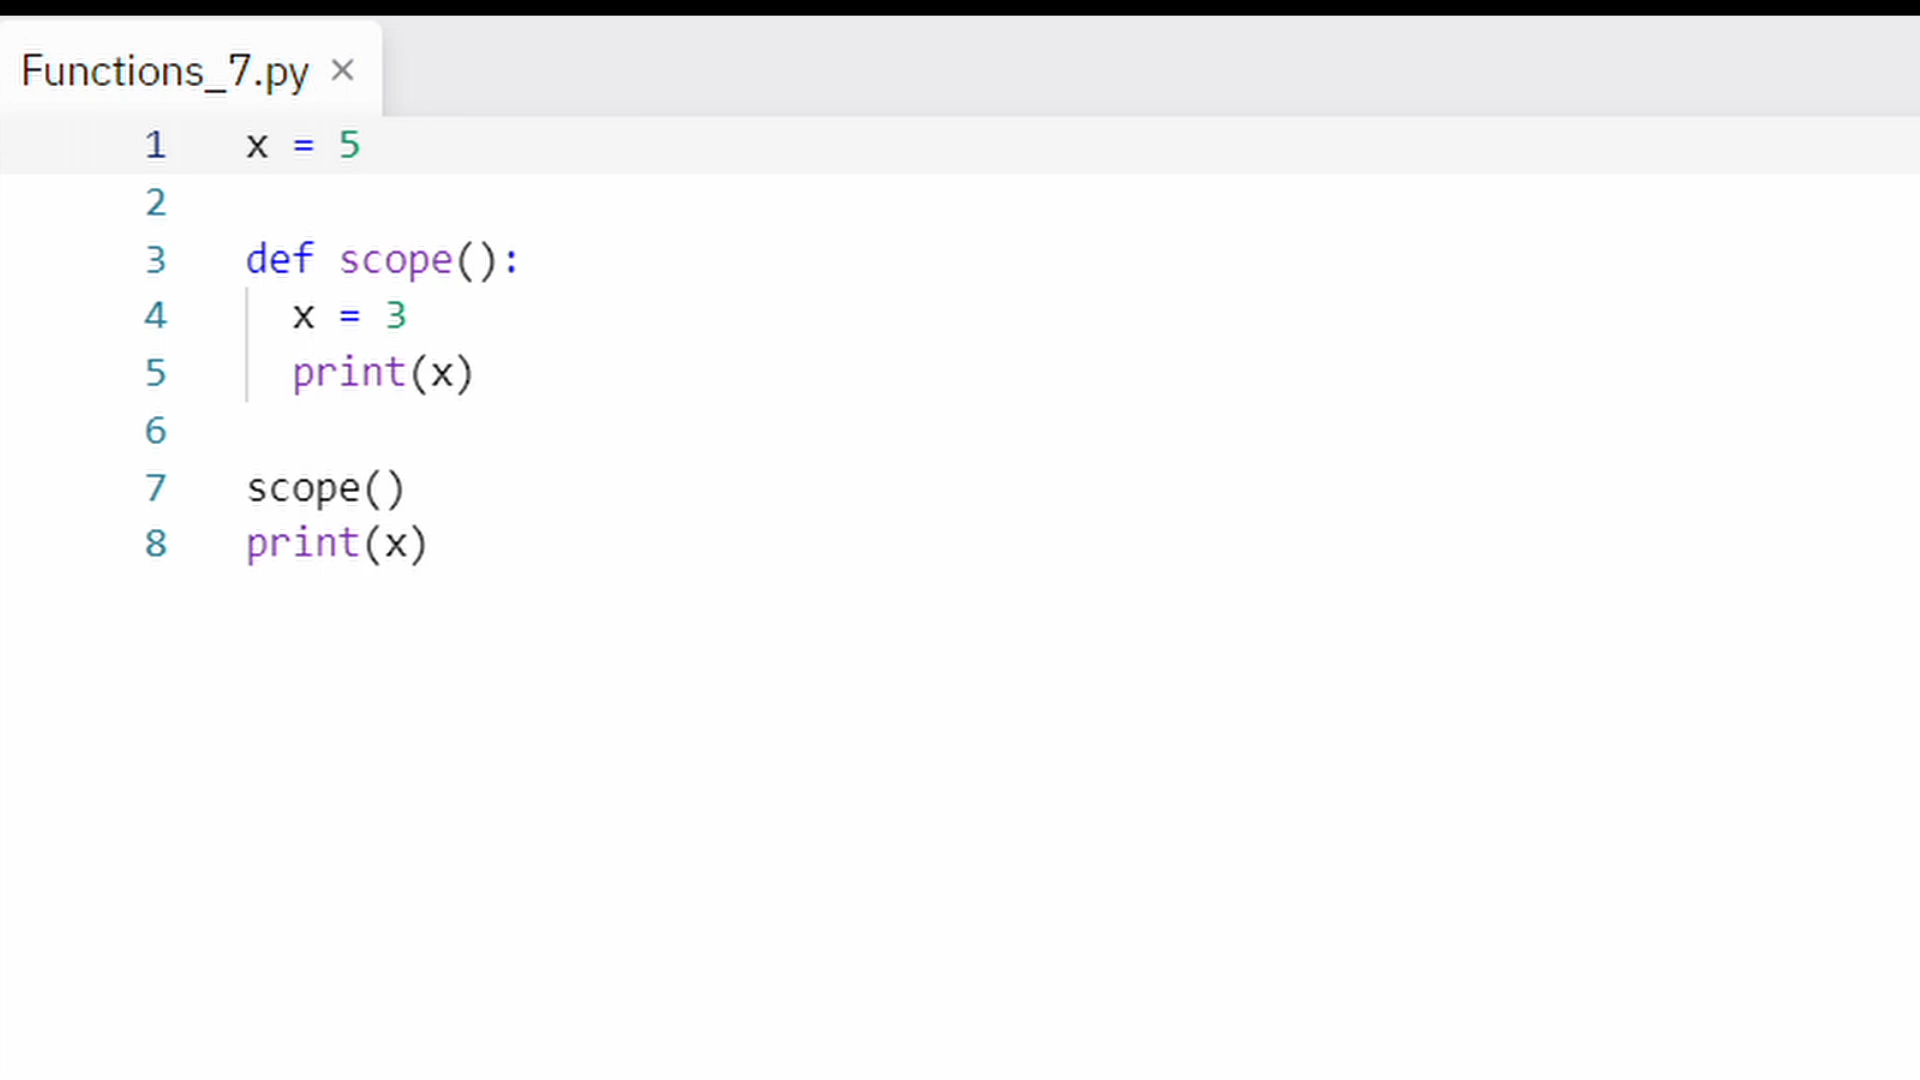 Functions_7.py ×
1 x = 5
2
3 def scope():
4   x = 3
5   print(x)
6
7 scope()
8 print(x)